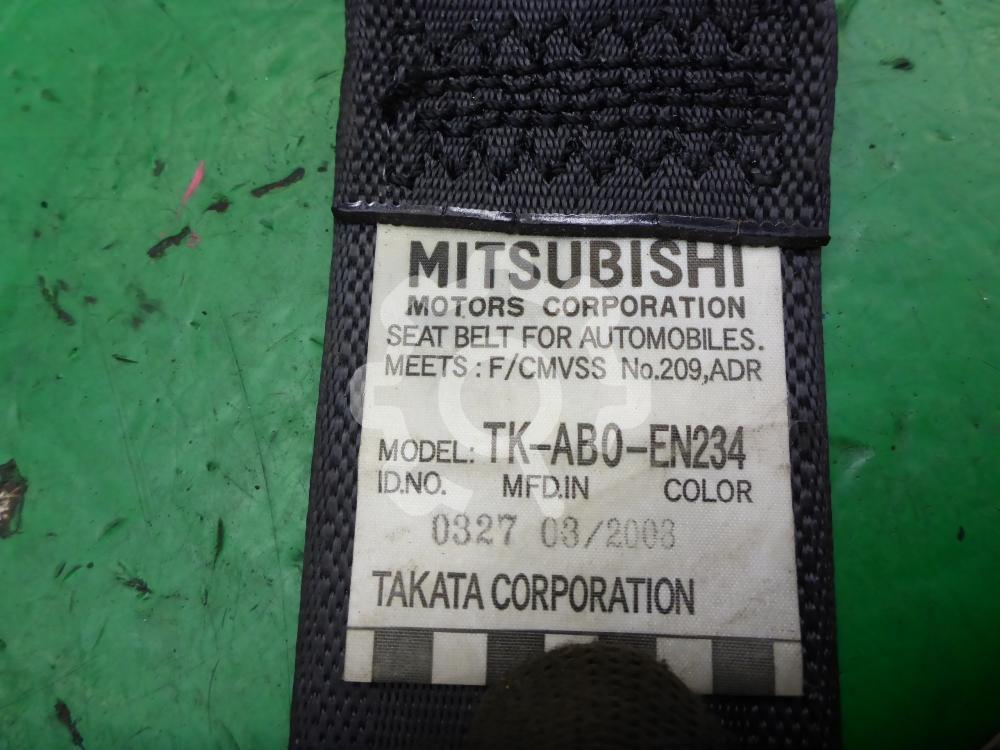 MITSUBISHI
MOTORS CORPORATION
SEAT BELT FOR AUTOMOBILES.
MEETS : F/CMVSS No.209,ADR
MODEL: TK-AB0-EN234
ID.NO. MFD.IN COLOR
0327 03/2003
TAKATA CORPORATION